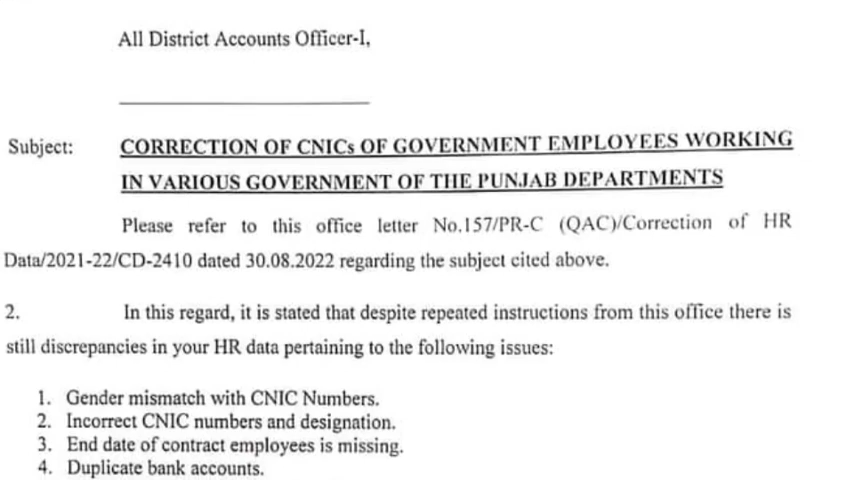 All District Accounts Officer-I,
Subject: CORRECTION OF CNICs OF GOVERNMENT EMPLOYEES WORKING
IN VARIOUS GOVERNMENT OF THE PUNJAB DEPARTMENTS
Please refer to this office letter No.157/PR-C (QAC)/Correction of HR
Data/2021-22/CD-2410 dated 30.08.2022 regarding the subject cited above.
2. In this regard, it is stated that despite repeated instructions from this office there is
still discrepancies in your HR data pertaining to the following issues:
1. Gender mismatch with CNIC Numbers.
2. Incorrect CNIC numbers and designation.
3. End date of contract employees is missing.
4. Duplicate bank accounts.